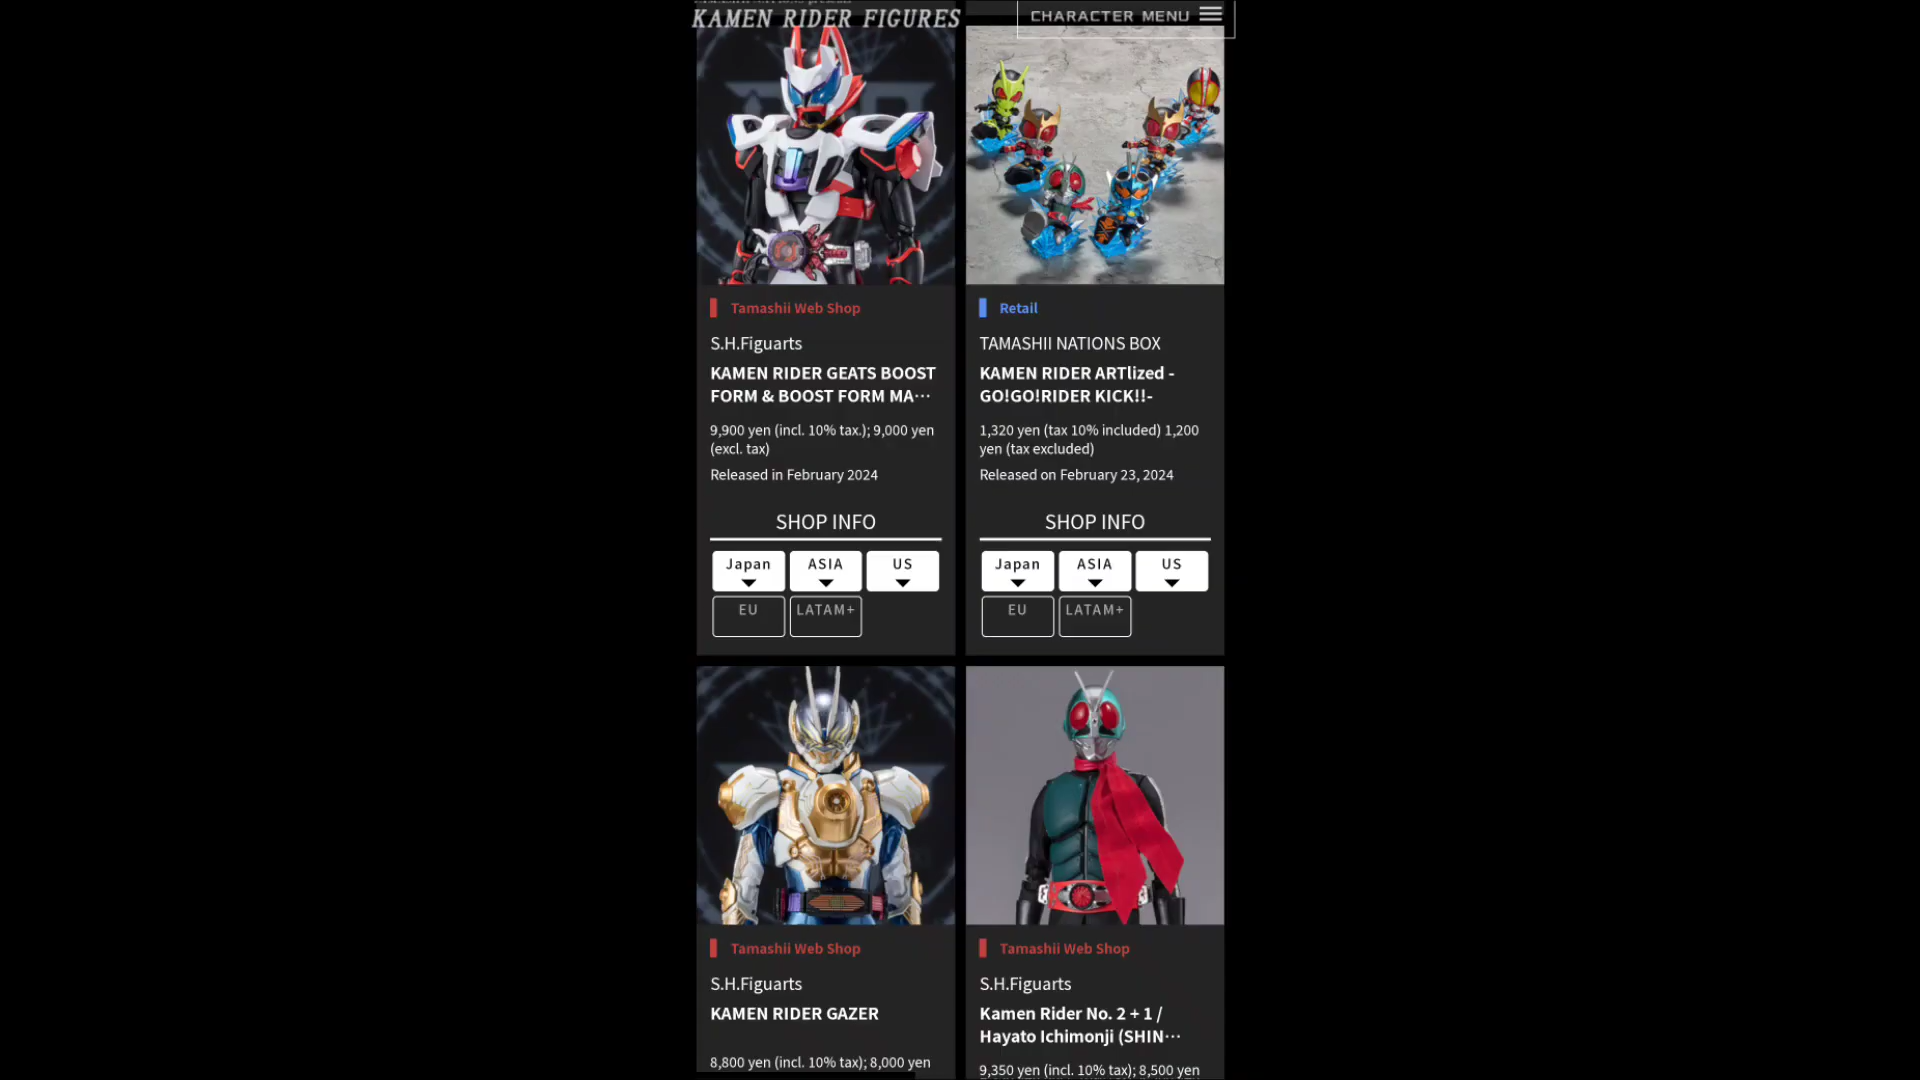 KAMEN RIDER FIGURES
CHARACTER MENU
Tamashii Web Shop
S.H.Figuarts
KAMEN RIDER GEATS BOOST
FORM & BOOST FORM MA…
9,900 yen (incl. 10% tax.); 9,000 yen
(excl. tax)
Released in February 2024
SHOP INFO
Japan
ASIA
US
EU
LATAM+
Retail
TAMASHII NATIONS BOX
KAMEN RIDER ARTlized -
GO!GO!RIDER KICK!!-
1,320 yen (tax 10% included) 1,200
yen (tax excluded)
Released on February 23, 2024
SHOP INFO
Japan
ASIA
US
EU
LATAM+
Tamashii Web Shop
S.H.Figuarts
KAMEN RIDER GAZER
8,800 yen (incl. 10% tax); 8,000 yen
Tamashii Web Shop
S.H.Figuarts
Kamen Rider No. 2 + 1 /
Hayato Ichimonji (SHIN…
9,350 yen (incl. 10% tax); 8,500 yen